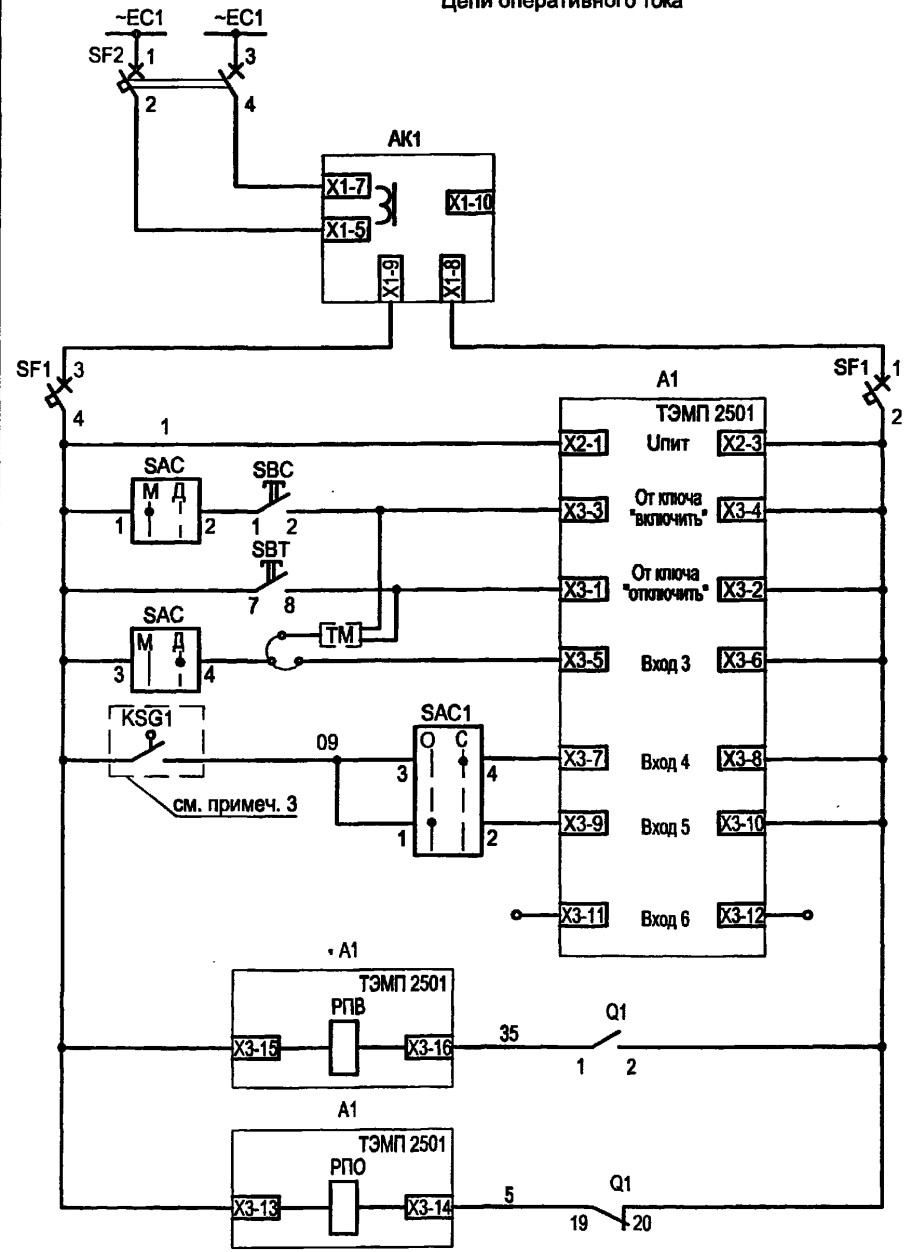 Цепи оперативного тока
~EC1 ~EC1
SF2 1 3
2 4
АК1
X1-7
X1-10
X1-5
X1-9 X1-8
SF1 3 SF1 1
4 2
А1
ТЭМП 2501
1 X2-1 Uпит X2-3
SAC SBC
М Д
1 2 1 2
X3-3 От ключа "включить" X3-4
SBT
7 8
X3-1 От ключа "отключить" X3-2
SAC
М Д
3 4
ТМ
X3-5 Вход 3 X3-6
KSG1
09
SAC1
О С
3 4
X3-7 Вход 4 X3-8
см. примеч. 3
1 2
X3-9 Вход 5 X3-10
X3-11 Вход 6 X3-12
А1
ТЭМП 2501
РПВ
X3-15 X3-16 35
Q1
1 2
А1
ТЭМП 2501
РПО
X3-13 X3-14 5
Q1
19 20